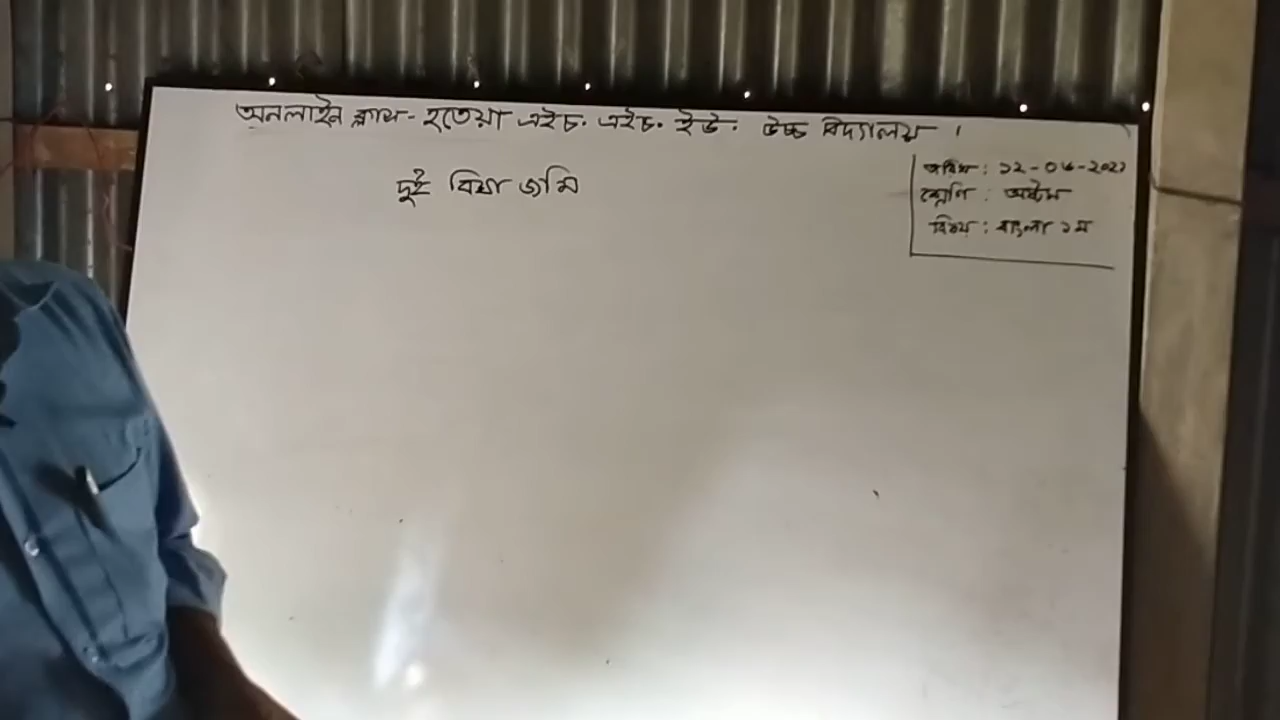 অনলাইন ক্লাস - হতেয়া এইচ. এইচ. ইউ. উচ্চ বিদ্যালয় ।
দুই বিঘা জমি
তারিখ : ১২-০৬-২০২১
শ্রেণি : অষ্টম
বিষয় : বাংলা ১ম